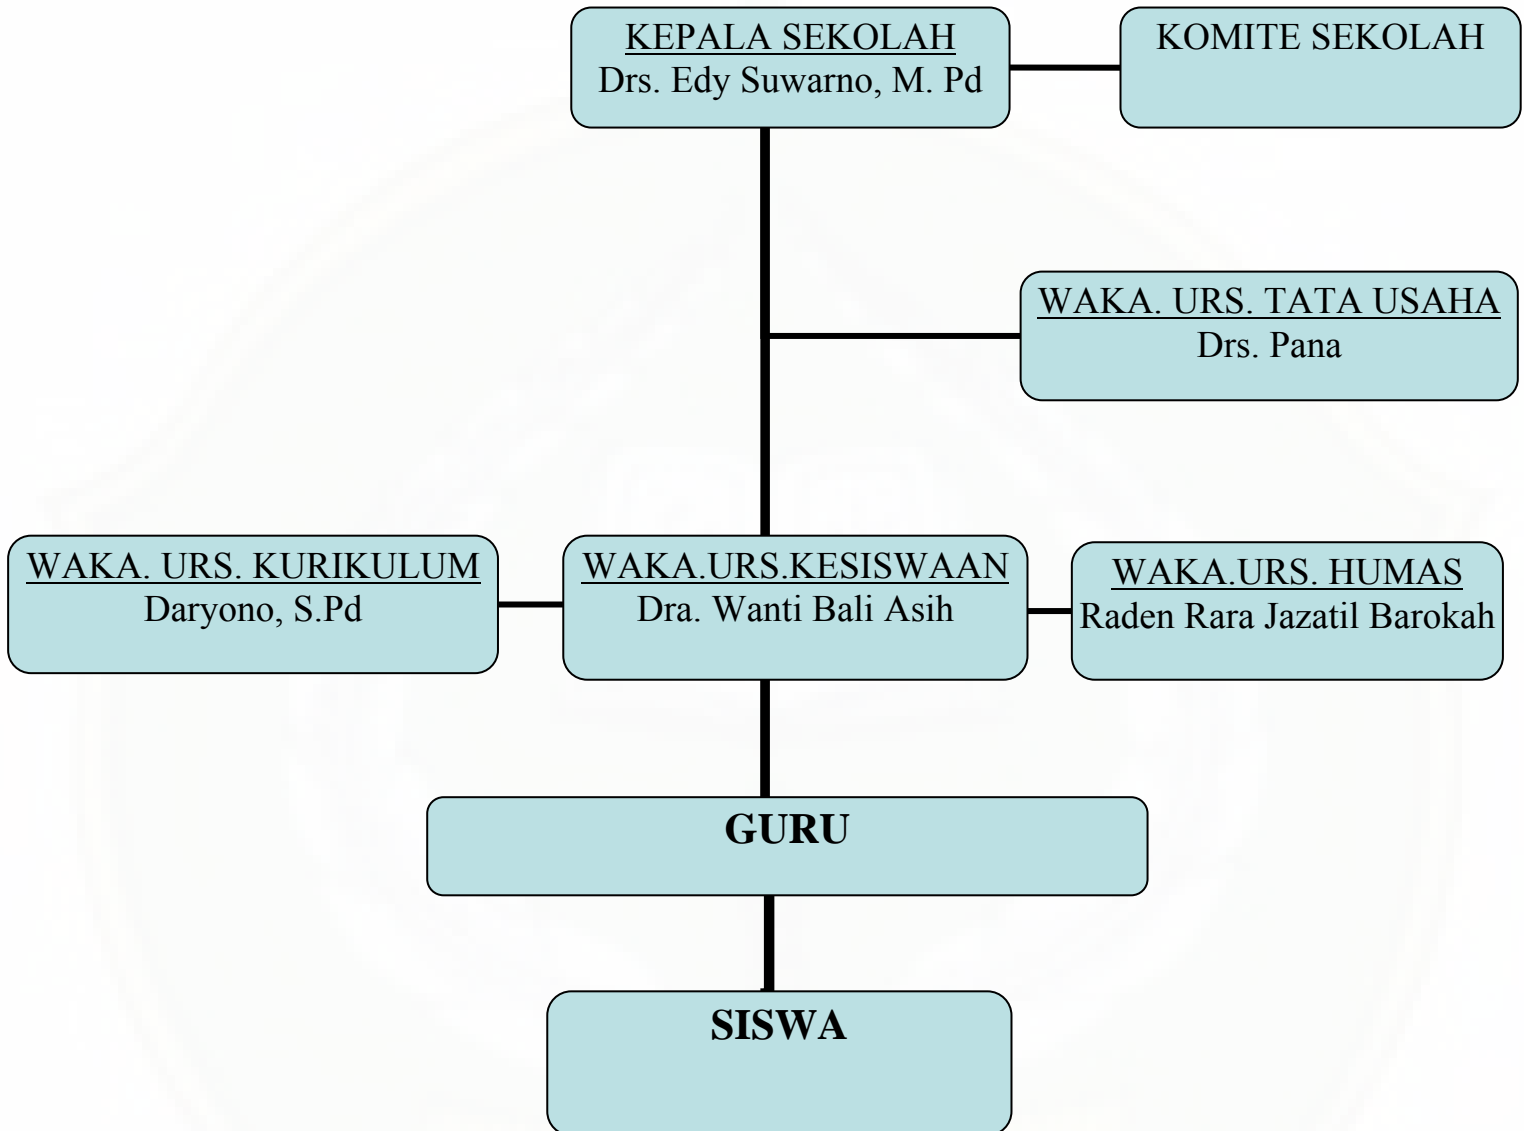 KEPALA SEKOLAH
Drs. Edy Suwarno, M. Pd
KOMITE SEKOLAH
WAKA. URS. TATA USAHA
Drs. Pana
WAKA. URS. KURIKULUM
Daryono, S.Pd
WAKA.URS.KESISWAAN
Dra. Wanti Bali Asih
WAKA.URS. HUMAS
Raden Rara Jazatil Barokah
GURU
SISWA